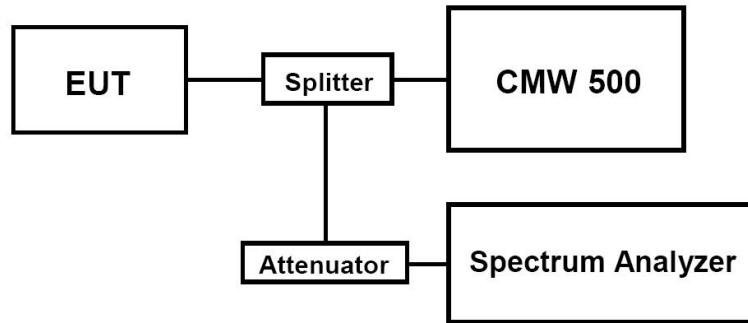 EUT
Splitter
CMW 500
Attenuator
Spectrum Analyzer